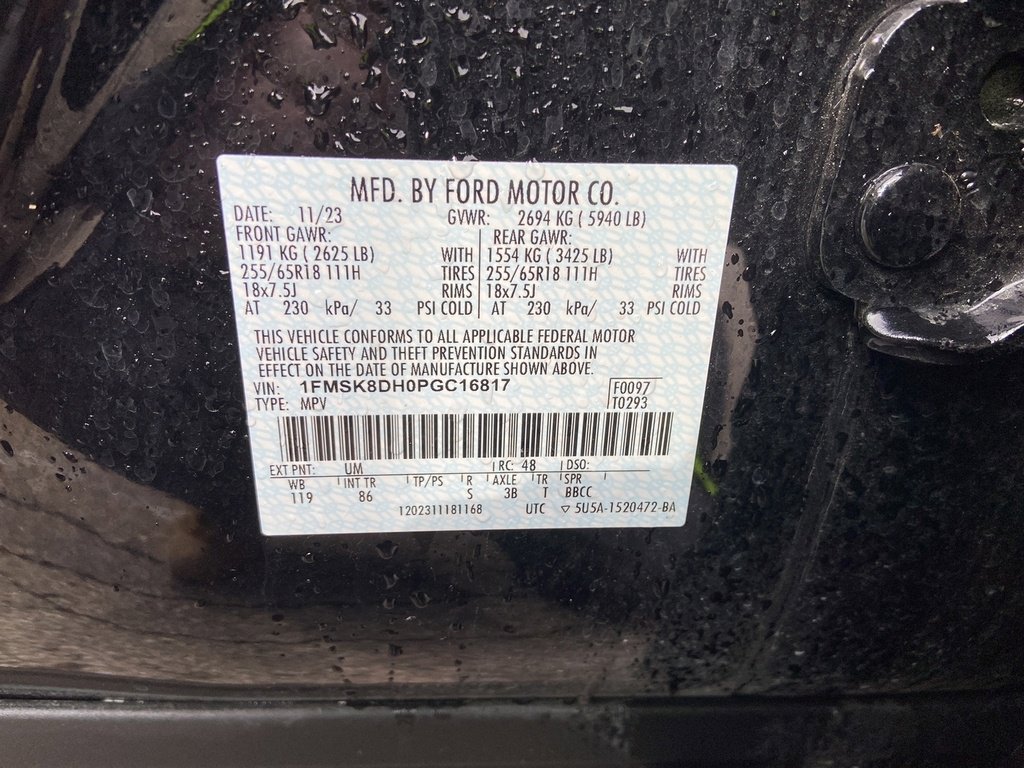 MFD. BY FORD MOTOR CO.
DATE: 11/23 GVWR: 2694 KG ( 5940 LB)
FRONT GAWR: REAR GAWR:
1191 KG ( 2625 LB) WITH 1554 KG ( 3425 LB) WITH
255/65R18 111H TIRES 255/65R18 111H TIRES
18x7.5J RIMS 18x7.5J RIMS
AT 230 kPa/ 33 PSI COLD AT 230 kPa/ 33 PSI COLD
THIS VEHICLE CONFORMS TO ALL APPLICABLE FEDERAL MOTOR
VEHICLE SAFETY AND THEFT PREVENTION STANDARDS IN
EFFECT ON THE DATE OF MANUFACTURE SHOWN ABOVE.
VIN: 1FMSK8DH0PGC16817 F0097
TYPE: MPV T0293
EXT PNT: UM RC: 48 DSO:
WB INT TR TP/PS R AXLE TR SPR
119 86 S 3B T BBCC
1202311181168 UTC ▽ 5U5A-1520472-BA